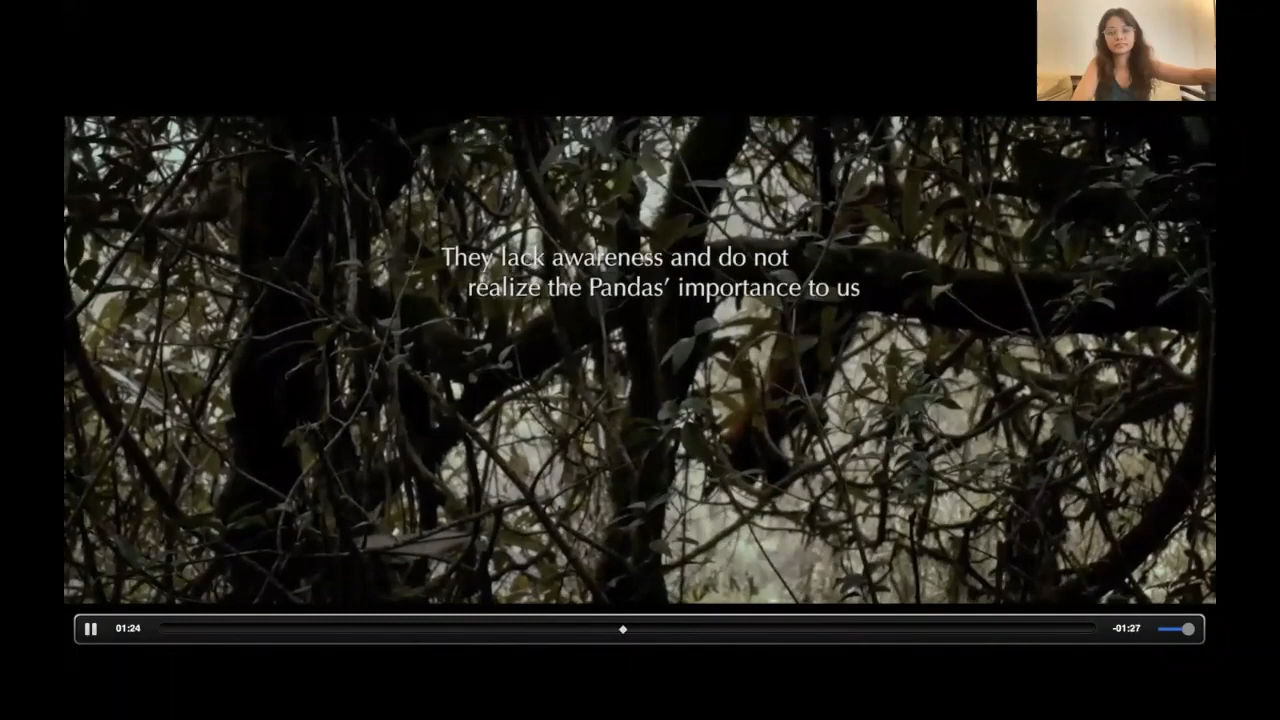 They lack awareness and do not
realize the Pandas’ importance to us
01:24
-01:27